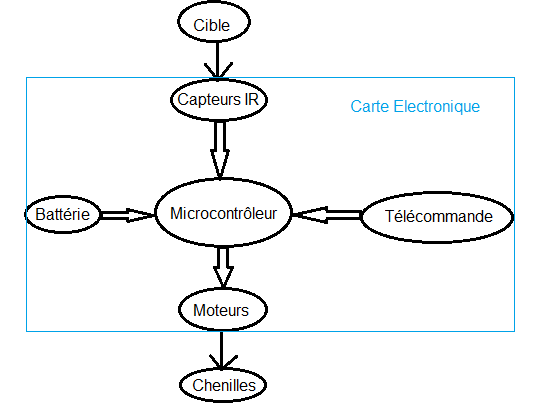 Cible
Capteurs IR
Carte Electronique
Battérie
Microcontrôleur
Télécommande
Moteurs
Chenilles